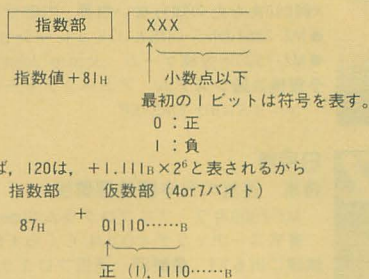 指数部 XXX
指数値+81H 小数点以下
最初の1ビットは符号を表す。
0:正
1:負
ば,120は,+1.111B×2⁶と表されるから
指数部 仮数部(4or7バイト)
87H + 01110……B
正 (1).1110……B